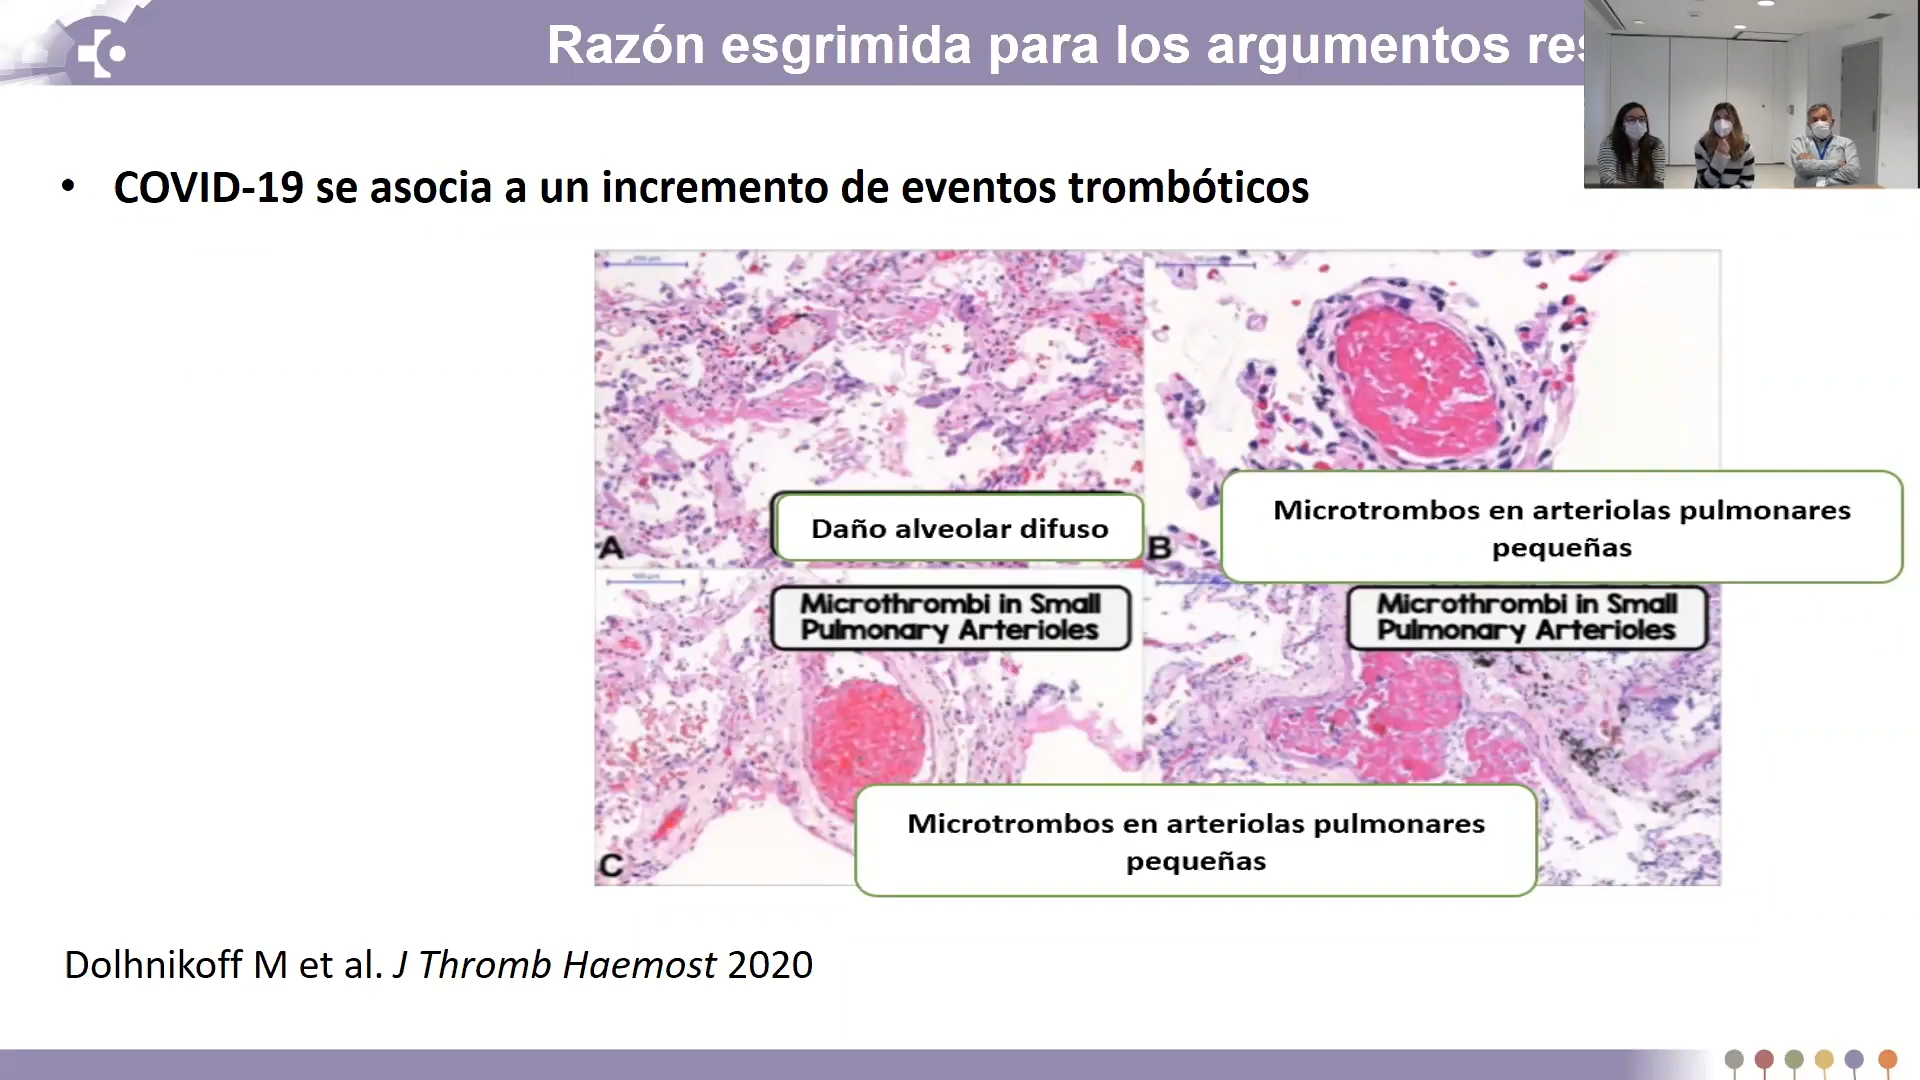 Razón esgrimida para los argumentos
• COVID-19 se asocia a un incremento de eventos trombóticos
Daño alveolar difuso
A
Microtrombos en arteriolas pulmonares
pequeñas
B
Microthrombi in Small
Pulmonary Arterioles
Microthrombi in Small
Pulmonary Arterioles
Microtrombos en arteriolas pulmonares
pequeñas
C
Dolhnikoff M et al. J Thromb Haemost 2020